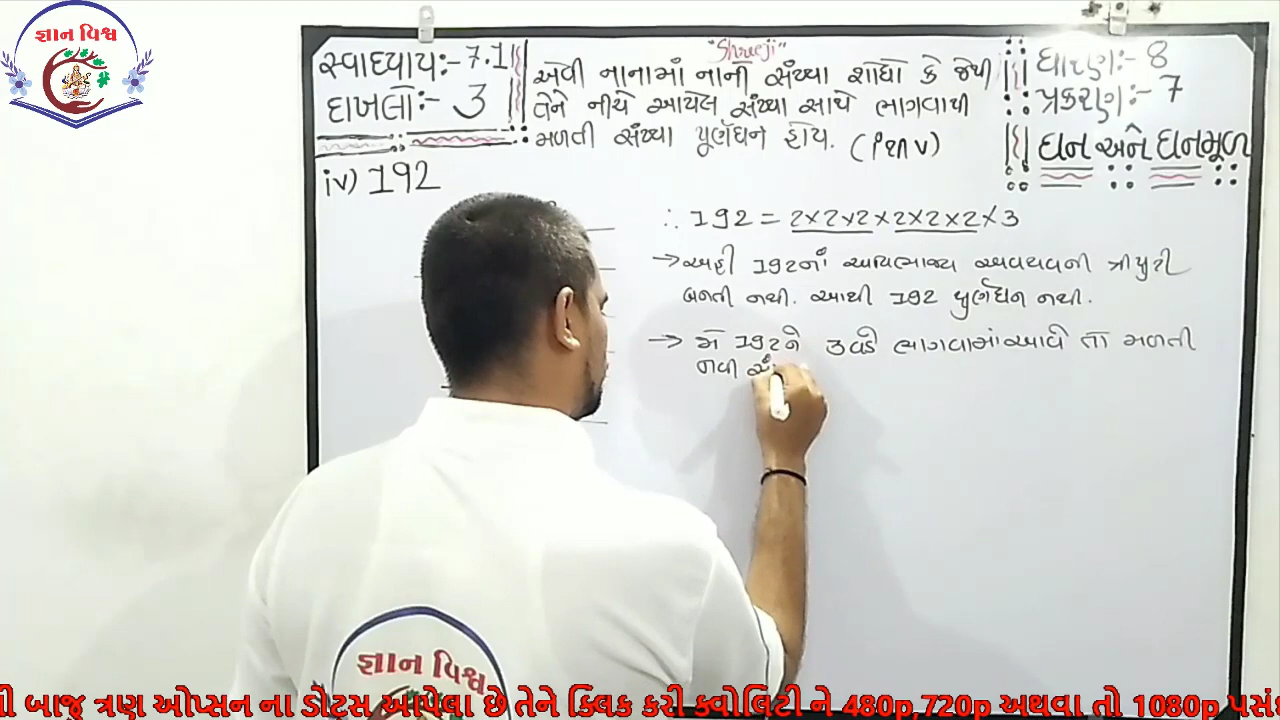 જ્ઞાન વિશ્વ
સ્વાધ્યાય:- 7.1
દાખલો:- 3
"Shreeji"
એવી નાનામાં નાની સંખ્યા શોધો કે જેથી
તેને નીચે આપેલ સંખ્યા સાથે ભાગવાથી
મળતી સંખ્યા પૂર્ણઘન હોય.
ધોરણ:- 8
પ્રકરણ:- 7
ઘન અને ઘનમૂળ
iv) 192
∴ 192 = 2×2×2×2×2×2×3
→ અહી 192નાં અવિભાજ્ય અવયવની ત્રીપુટી
બનતી નથી. આથી 192 પુર્ણઘન નથી.
→ જો 192ને 3 વડે ભાગવામાં આવે તો મળતી
નવી સં
જ્ઞાન વિશ્વ
ી બાજુ ત્રણ ઓપ્સન ના ડોટ્સ આપેલા છે તેને ક્લિક કરી ક્વોલિટી ને 480p,720p અથવા તો 1080p પસં